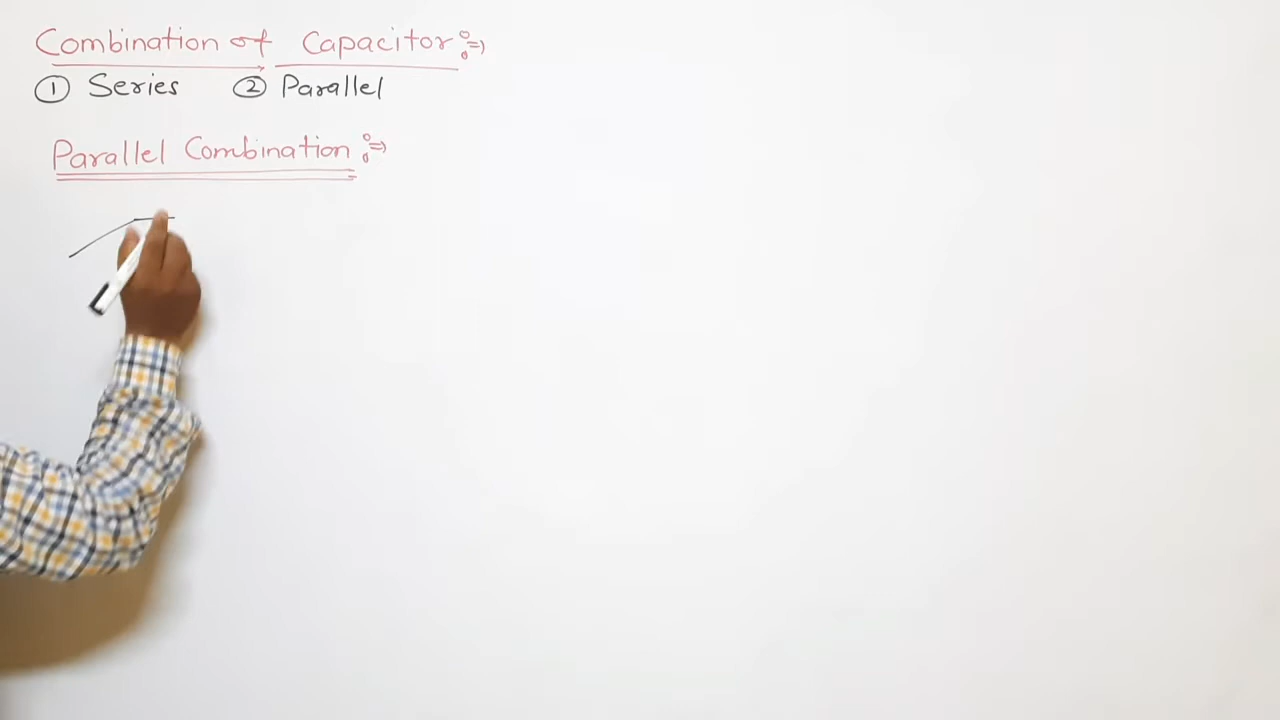 Combination of Capacitor :⇒
① Series ② Parallel
Parallel Combination :⇒